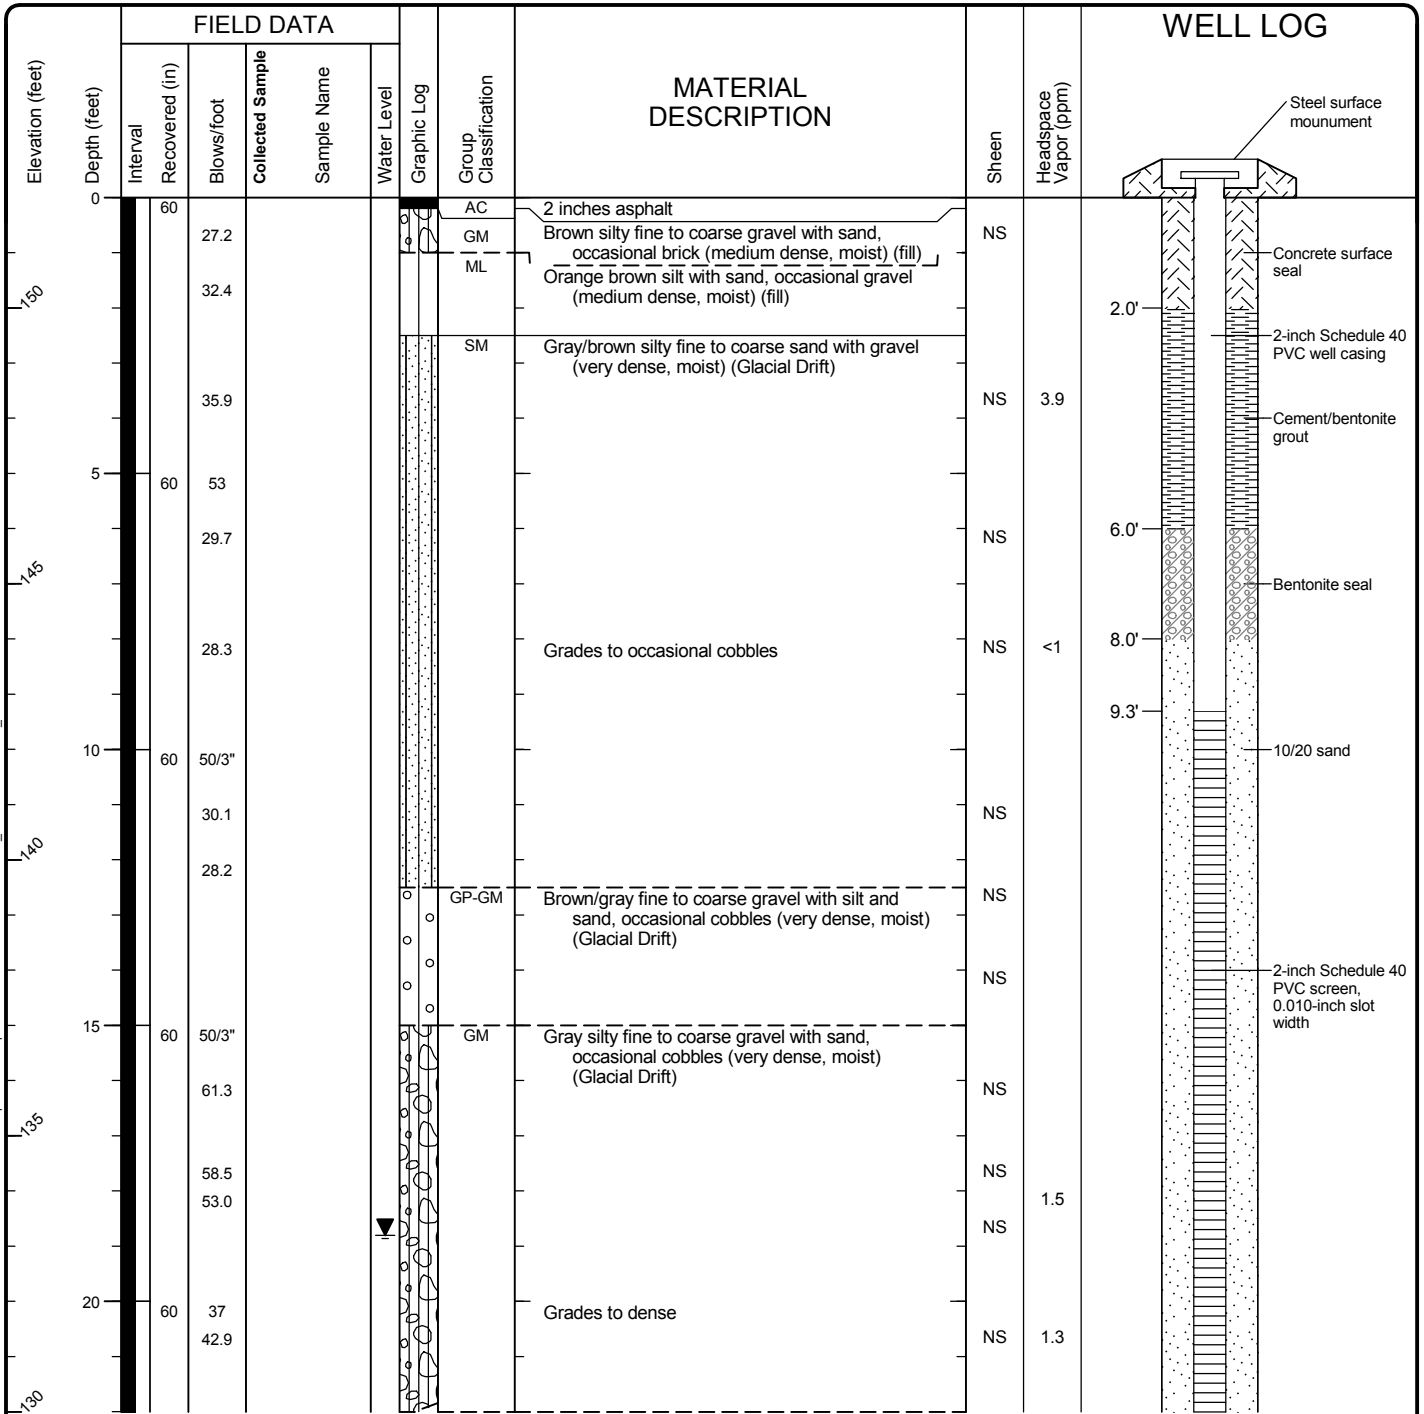 FIELD DATA
WELL LOG
Elevation (feet)
Depth (feet)
Interval
Recovered (in)
Blows/foot
Collected Sample
Sample Name
Water Level
Graphic Log
Group
Classification
MATERIAL
DESCRIPTION
Sheen
Headspace
Vapor (ppm)
Steel surface
mounument
0
60
AC
2 inches asphalt
27.2
GM
Brown silty fine to coarse gravel with sand,
occasional brick (medium dense, moist) (fill)
NS
Concrete surface
seal
ML
Orange brown silt with sand, occasional gravel
(medium dense, moist) (fill)
150
32.4
2.0'
2-inch Schedule 40
PVC well casing
SM
Gray/brown silty fine to coarse sand with gravel
(very dense, moist) (Glacial Drift)
35.9
NS
3.9
Cement/bentonite
grout
5
60
53
29.7
NS
6.0'
145
Bentonite seal
28.3
Grades to occasional cobbles
NS
<1
8.0'
9.3'
10
60
50/3"
10/20 sand
30.1
NS
140
28.2
GP-GM
Brown/gray fine to coarse gravel with silt and
sand, occasional cobbles (very dense, moist)
(Glacial Drift)
NS
NS
2-inch Schedule 40
PVC screen,
0.010-inch slot
width
15
60
50/3"
GM
Gray silty fine to coarse gravel with sand,
occasional cobbles (very dense, moist)
(Glacial Drift)
61.3
NS
135
58.5
NS
53.0
1.5
NS
20
60
37
Grades to dense
42.9
NS
1.3
130